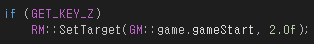 if (GET_KEY_Z)
RM::SetTarget(GM::game.gameStart, 2.0f);